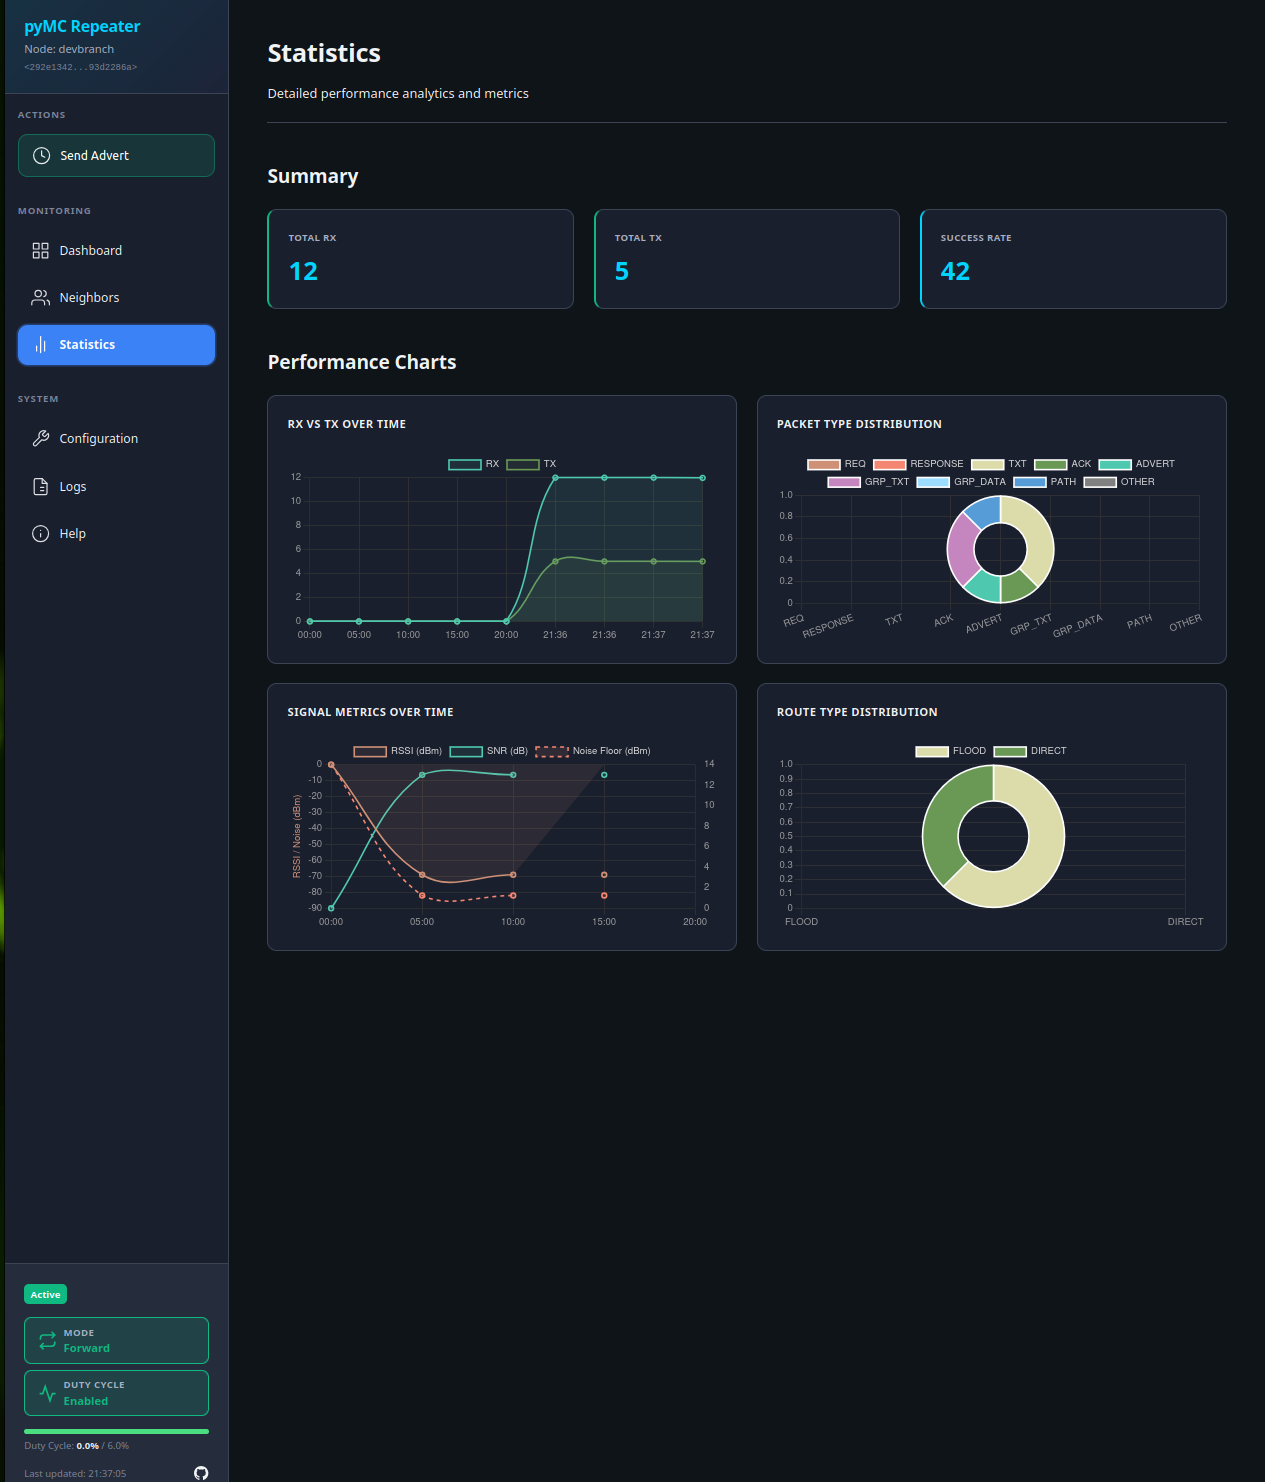 pyMC Repeater
Node: devbranch
<292e1342...93d2286a>
ACTIONS
Send Advert
MONITORING
Dashboard
Neighbors
Statistics
SYSTEM
Configuration
Logs
Help
Active
MODE
Forward
DUTY CYCLE
Enabled
Duty Cycle: 0.0% / 6.0%
Last updated: 21:37:05
Statistics
Detailed performance analytics and metrics
Summary
TOTAL RX
12
TOTAL TX
5
SUCCESS RATE
42
Performance Charts
RX VS TX OVER TIME
RX TX
12
10
8
6
4
2
0
00:00 05:00 10:00 15:00 20:00 21:36 21:36 21:37 21:37
PACKET TYPE DISTRIBUTION
REQ RESPONSE TXT ACK ADVERT
GRP_TXT GRP_DATA PATH OTHER
1.0
0.8
0.6
0.4
0.2
0
REQ RESPONSE TXT ACK ADVERT GRP_TXT GRP_DATA PATH OTHER
SIGNAL METRICS OVER TIME
RSSI (dBm) SNR (dB) Noise Floor (dBm)
RSSI / Noise (dBm)
0
-10
-20
-30
-40
-50
-60
-70
-80
-90
14
12
10
8
6
4
2
0
00:00 05:00 10:00 15:00 20:00
ROUTE TYPE DISTRIBUTION
FLOOD DIRECT
1.0
0.9
0.8
0.7
0.6
0.5
0.4
0.3
0.2
0.1
0
FLOOD DIRECT